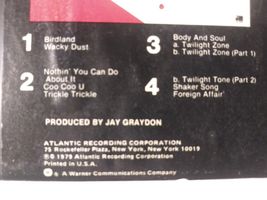 1
Birdland
Wacky Dust
2
Nothin' You Can Do
About It
Coo Coo U
Trickle Trickle
3
Body And Soul
a. Twilight Zone
b. Twilight Zone (Part 1)
4
b. Twilight Tone (Part 2)
Shaker Song
Foreign Affair
PRODUCED BY JAY GRAYDON
ATLANTIC RECORDING CORPORATION
75 Rockefeller Plaza, New York, New York 10019
℗© 1979 Atlantic Recording Corporation
Printed in U.S.A.
A Warner Communications Company